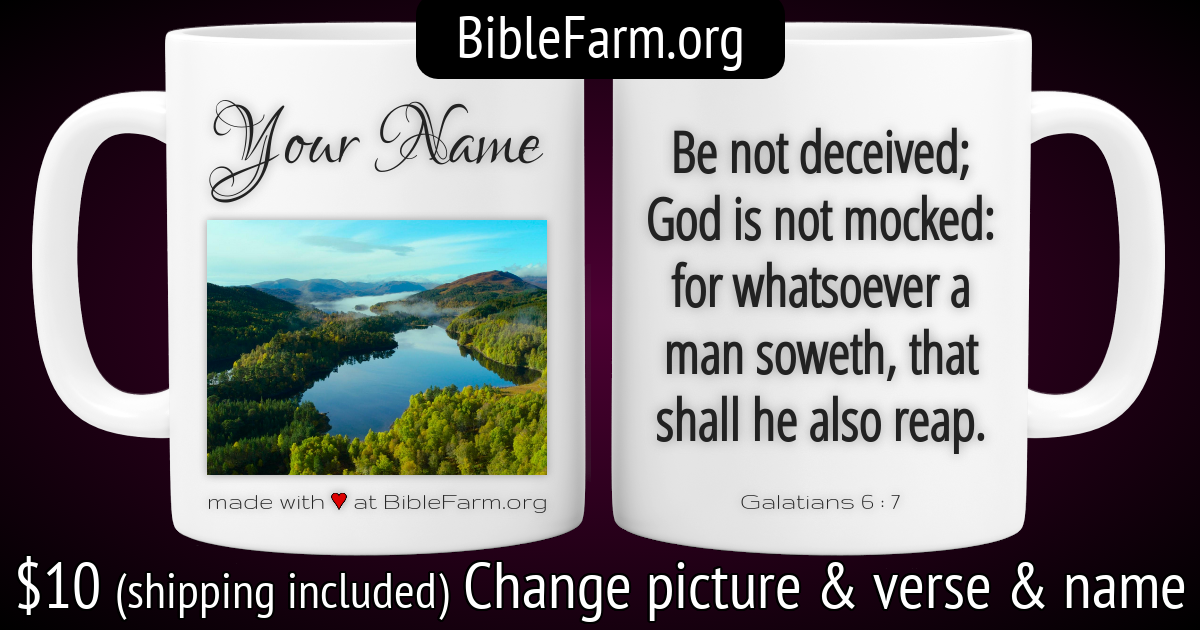 BibleFarm.org
Your Name
made with ♥ at BibleFarm.org
Be not deceived;
God is not mocked:
for whatsoever a
man soweth, that
shall he also reap.
Galatians 6 : 7
$10 (shipping included) Change picture & verse & name